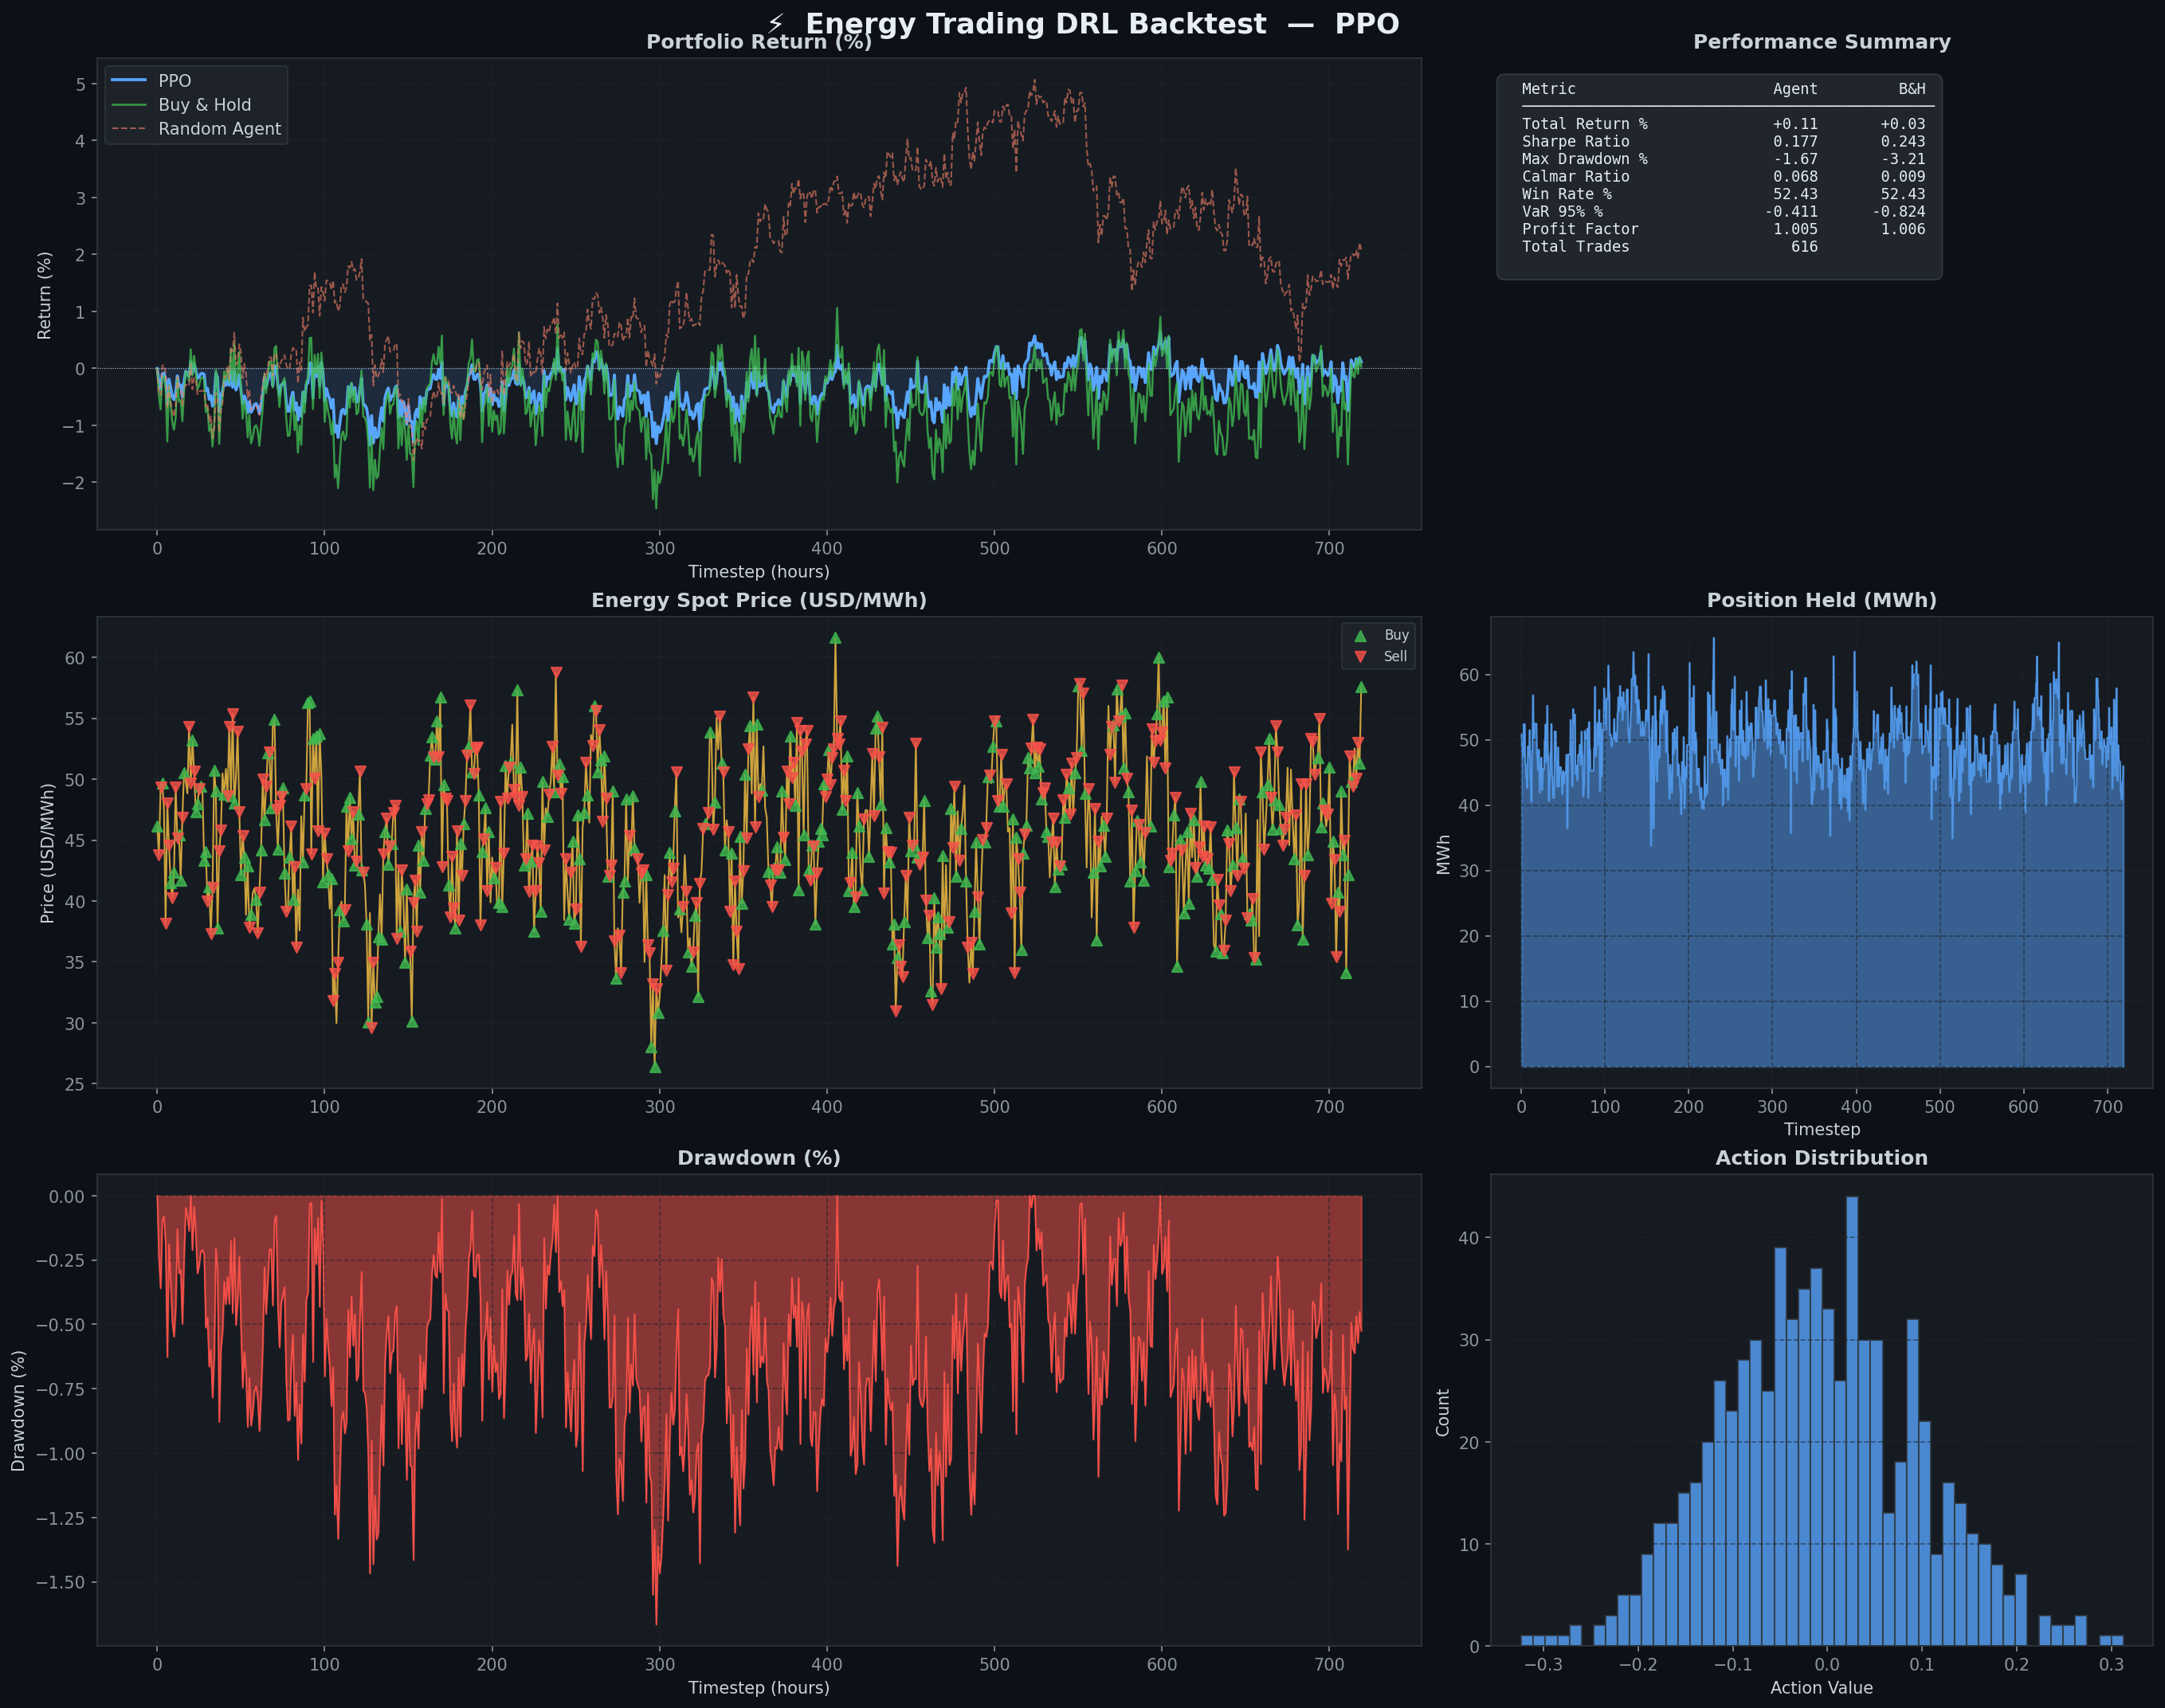 ⚡ Energy Trading DRL Backtest — PPO
Portfolio Return (%)
PPO
Buy & Hold
Random Agent
Return (%)
5
4
3
2
1
0
−1
−2
0 100 200 300 400 500 600 700
Timestep (hours)
Performance Summary
Metric Agent B&H
Total Return % +0.11 +0.03
Sharpe Ratio 0.177 0.243
Max Drawdown % -1.67 -3.21
Calmar Ratio 0.068 0.009
Win Rate % 52.43 52.43
VaR 95% % -0.411 -0.824
Profit Factor 1.005 1.006
Total Trades 616
Energy Spot Price (USD/MWh)
Buy
Sell
Price (USD/MWh)
60
55
50
45
40
35
30
25
0 100 200 300 400 500 600 700
Position Held (MWh)
MWh
60
50
40
30
20
10
0
0 100 200 300 400 500 600 700
Timestep
Drawdown (%)
Drawdown (%)
0.00
−0.25
−0.50
−0.75
−1.00
−1.25
−1.50
0 100 200 300 400 500 600 700
Timestep (hours)
Action Distribution
Count
40
30
20
10
0
−0.3 −0.2 −0.1 0.0 0.1 0.2 0.3
Action Value